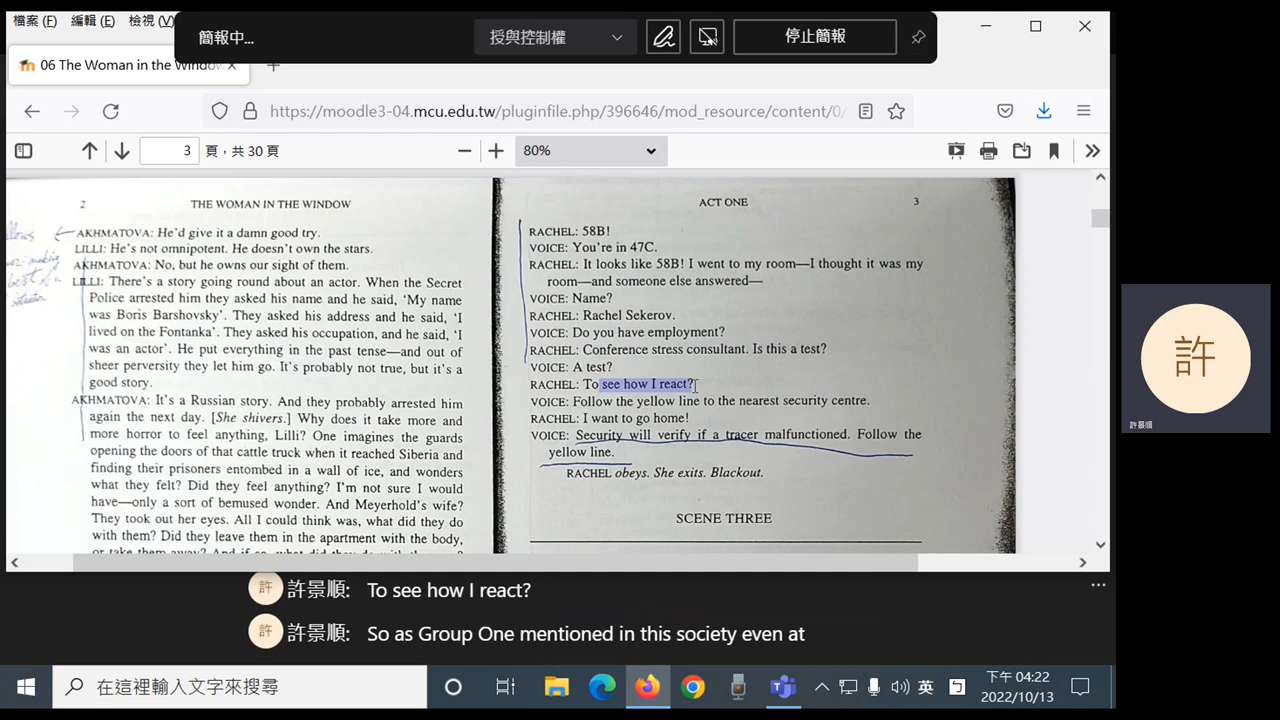 檔案 (F) 編輯 (E) 檢視 (V)
簡報中...
授與控制權
停止簡報
06 The Woman in the Window
https://moodle3-04.mcu.edu.tw/pluginfile.php/396646/mod_resource/content/0/
3 頁，共 30 頁
80%
2 THE WOMAN IN THE WINDOW
AKHMATOVA: He'd give it a damn good try.
LILLI: He's not omnipotent. He doesn't own the stars.
AKHMATOVA: No, but he owns our sight of them.
LILLI: There's a story going round about an actor. When the Secret
Police arrested him they asked his name and he said, 'My name
was Boris Barshovsky'. They asked his address and he said, 'I
lived on the Fontanka'. They asked his occupation, and he said, 'I
was an actor'. He put everything in the past tense—and out of
sheer perversity they let him go. It's probably not true, but it's a
good story.
AKHMATOVA: It's a Russian story. And they probably arrested him
again the next day. [She shivers.] Why does it take more and
more horror to feel anything, Lilli? One imagines the guards
opening the doors of that cattle truck when it reached Siberia and
finding their prisoners entombed in a wall of ice, and wonders
what they felt? Did they feel anything? I'm not sure I would
have—only a sort of bemused wonder. And Meyerhold's wife?
They took out her eyes. All I could think was, what did they do
with them? Did they leave them in the apartment with the body,
ACT ONE 3
RACHEL: 58B!
VOICE: You're in 47C.
RACHEL: It looks like 58B! I went to my room—I thought it was my
room—and someone else answered—
VOICE: Name?
RACHEL: Rachel Sekerov.
VOICE: Do you have employment?
RACHEL: Conference stress consultant. Is this a test?
VOICE: A test?
RACHEL: To see how I react?
VOICE: Follow the yellow line to the nearest security centre.
RACHEL: I want to go home!
VOICE: Security will verify if a tracer malfunctioned. Follow the
yellow line.
RACHEL obeys. She exits. Blackout.
SCENE THREE
許
許景順
許 許景順: To see how I react?
許 許景順: So as Group One mentioned in this society even at
在這裡輸入文字來搜尋
英
下午 04:22
2022/10/13